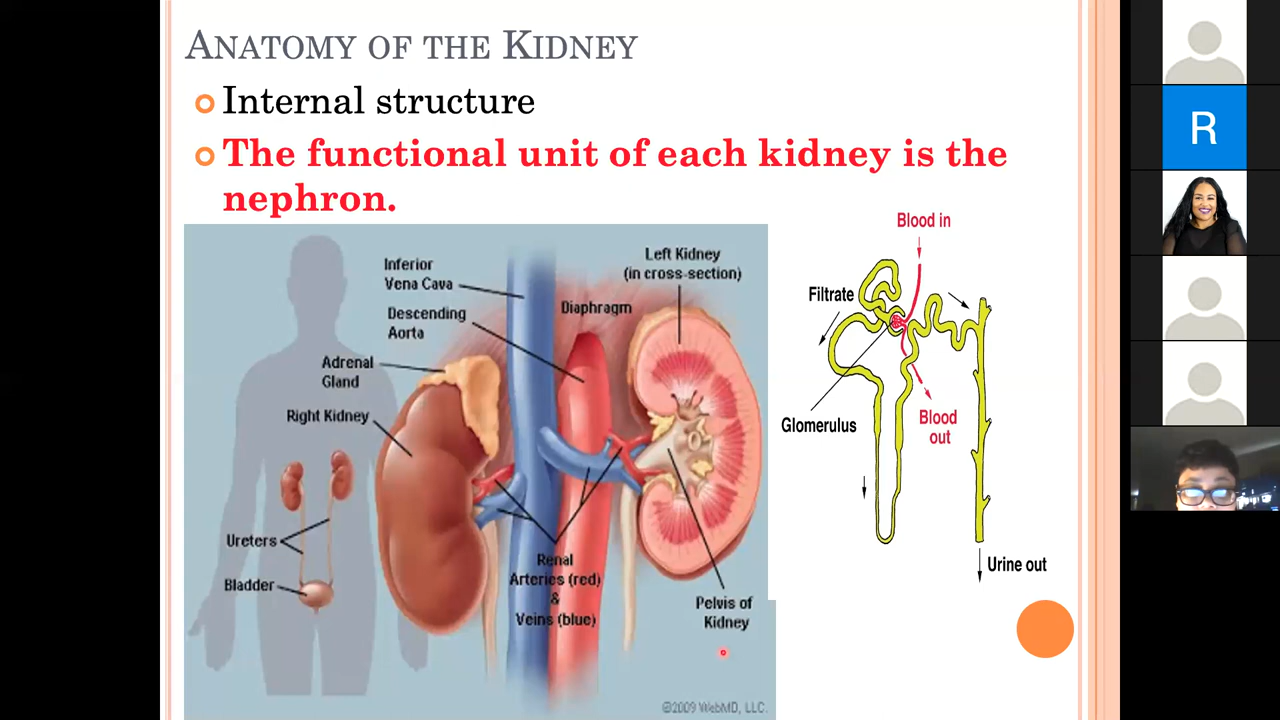 ANATOMY OF THE KIDNEY
Internal structure
The functional unit of each kidney is the
nephron.
Inferior
Vena Cava
Descending
Aorta
Adrenal
Gland
Right Kidney
Ureters
Bladder
Diaphragm
Left Kidney
(in cross-section)
Renal
Arteries (red)
&
Veins (blue)
Pelvis of
Kidney
©2009 WebMD, LLC.
Blood in
Filtrate
Glomerulus
Blood
out
Urine out
R